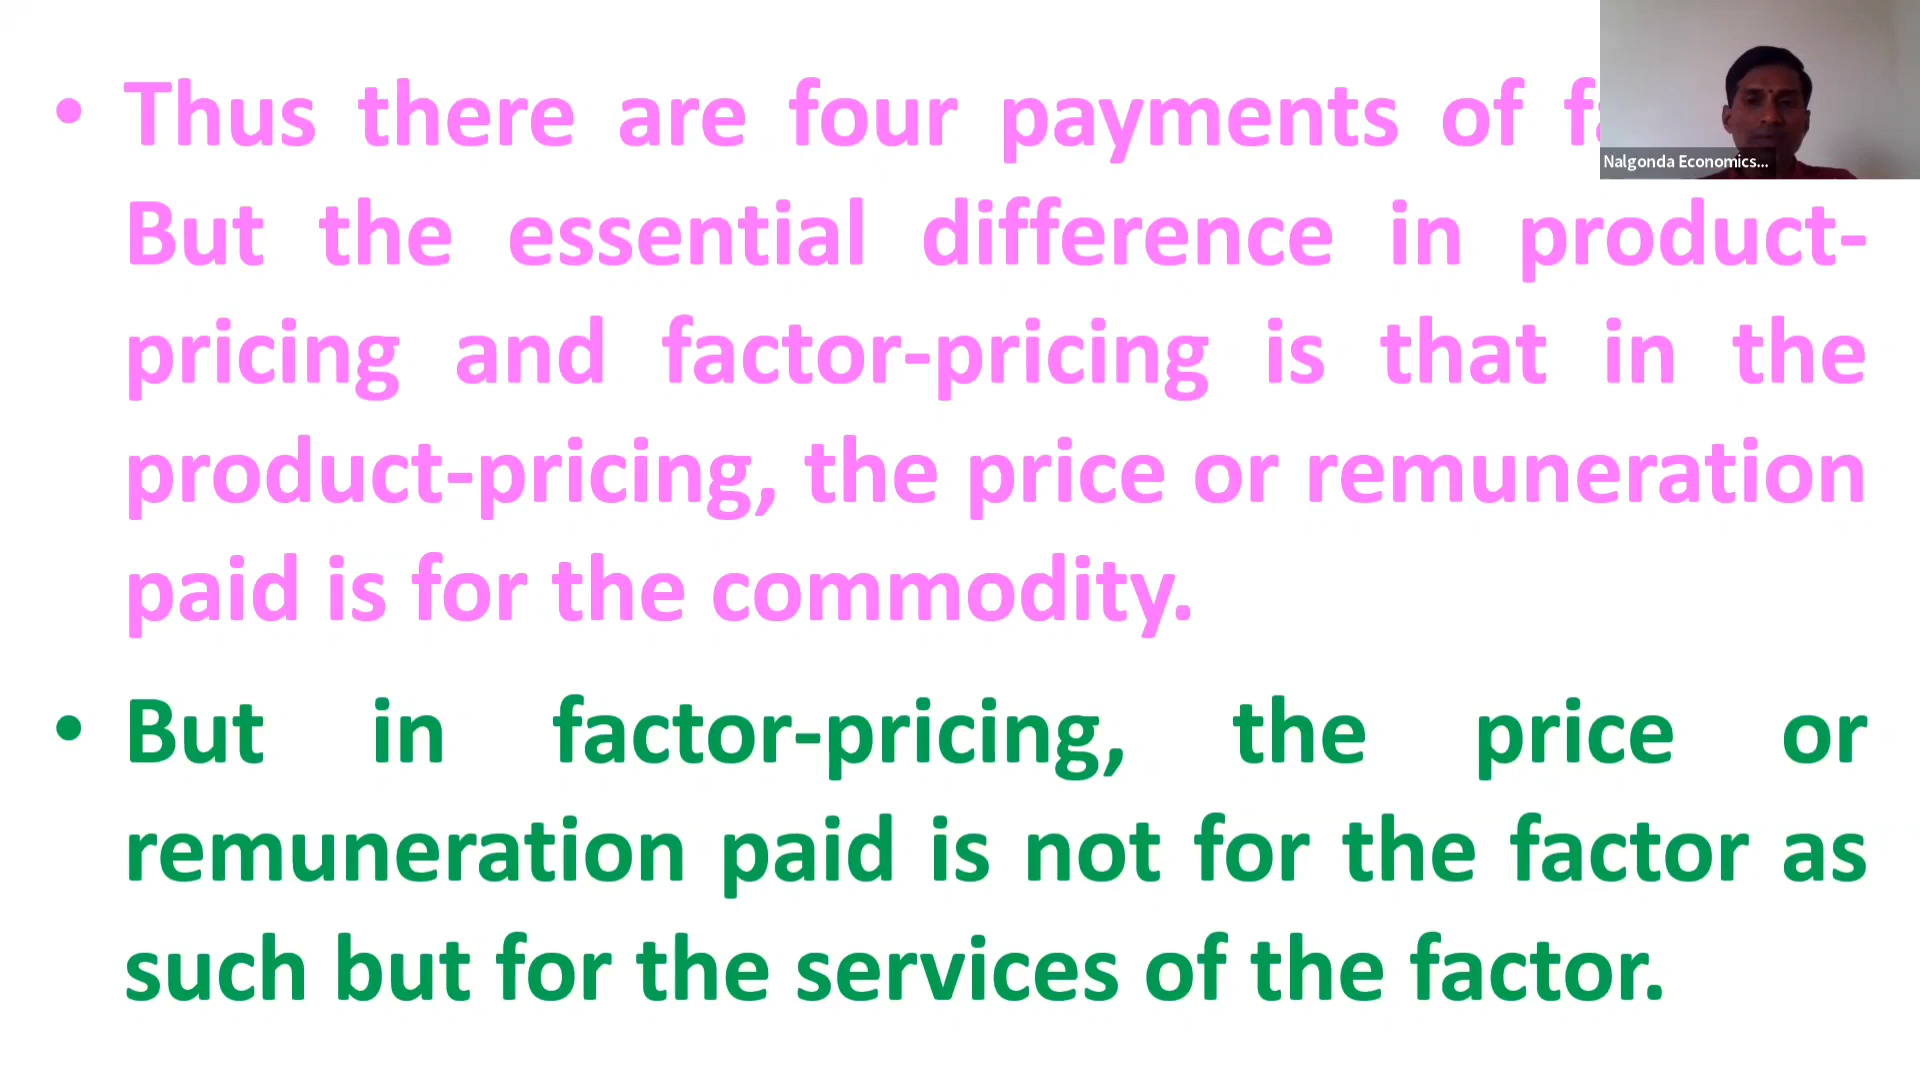 • Thus there are four payments of
But the essential difference in product-
pricing and factor-pricing is that in the
product-pricing, the price or remuneration
paid is for the commodity.
• But in factor-pricing, the price or
remuneration paid is not for the factor as
such but for the services of the factor.
Nalgonda Economics...